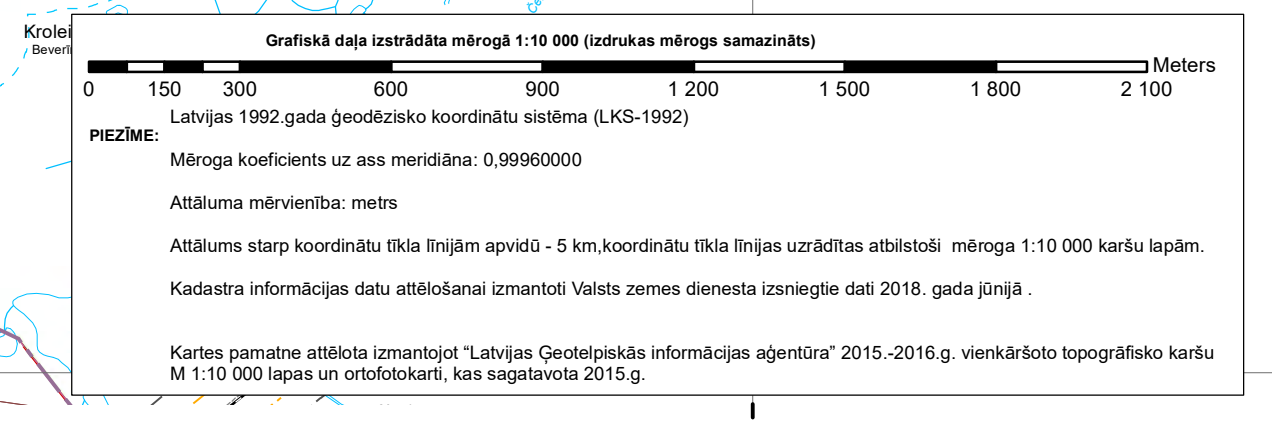 Krolei
Beverī
Grafiskā daļa izstrādāta mērogā 1:10 000 (izdrukas mērogs samazināts)
Meters
0 150 300 600 900 1 200 1 500 1 800 2 100
Latvijas 1992.gada ģeodēzisko koordinātu sistēma (LKS-1992)
PIEZĪME:
Mēroga koeficients uz ass meridiāna: 0,99960000
Attāluma mērvienība: metrs
Attālums starp koordinātu tīkla līnijām apvidū - 5 km,koordinātu tīkla līnijas uzrādītas atbilstoši  mēroga 1:10 000 karšu lapām.
Kadastra informācijas datu attēlošanai izmantoti Valsts zemes dienesta izsniegtie dati 2018. gada jūnijā .
Kartes pamatne attēlota izmantojot “Latvijas Ģeotelpiskās informācijas aģentūra” 2015.-2016.g. vienkāršoto topogrāfisko karšu
M 1:10 000 lapas un ortofotokarti, kas sagatavota 2015.g.